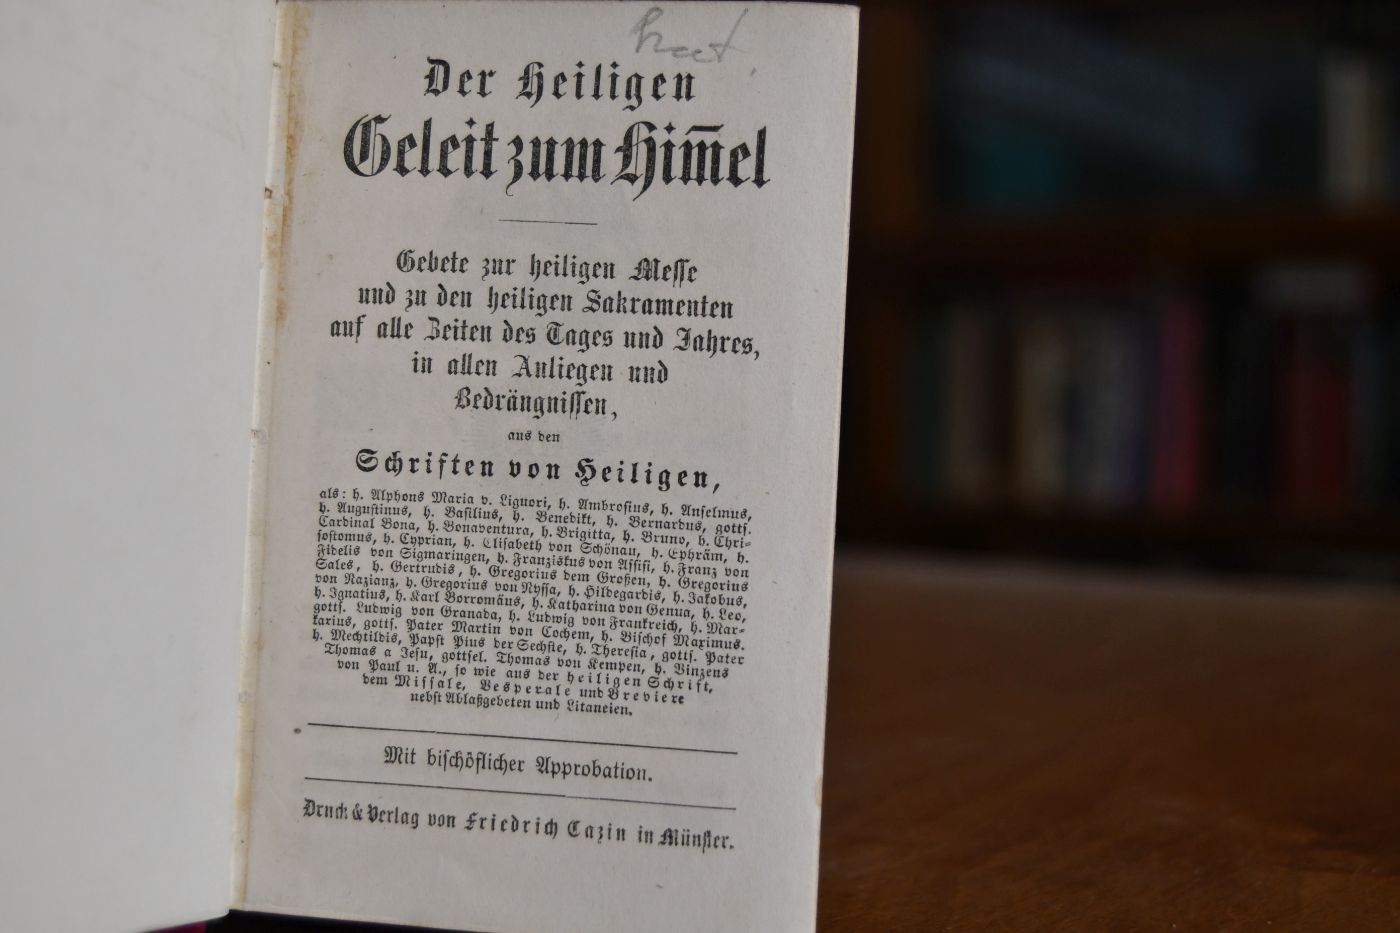 Der Heiligen
Geleit zum Him̅el
Gebete zur heiligen Messe
und zu den heiligen Sakramenten
auf alle Zeiten des Tages und Jahres,
in allen Anliegen und
Bedrängnissen,
aus den
Schriften von Heiligen,
als: h. Alphons Maria v. Liguori, h. Ambrosius, h. Anselmus,
h. Augustinus, h. Basilius, h. Benedikt, h. Bernardus, gotts.
Cardinal Bona, h. Bonaventura, h. Brigitta, h. Bruno, h. Chri-
sostomus, h. Cyprian, h. Elisabeth von Schönau, h. Ephräm, h.
Fidelis von Sigmaringen, h. Franziskus von Assisi, h. Franz von
Sales, h. Gertrudis, h. Gregorius dem Großen, h. Gregorius
von Nazianz, h. Gregorius von Nyssa, h. Hildegardis, h. Jakobus,
h. Ignatius, h. Karl Borromäus, h. Katharina von Genua, h. Leo,
gotts. Ludwig von Granada, h. Ludwig von Frankreich, h. Mar-
karius, gotts. Pater Martin von Cochem, h. Bischof Maximus.
h. Mechtildis, Papst Pius der Sechste, h. Theresia, gotts. Pater
Thomas a Jesu, gottsel. Thomas von Kempen, h. Vinzens
von Paul u. A., so wie aus der heiligen Schrift,
dem Missale, Vesperale und Breviere
nebst Ablaßgebeten und Litaneien.
Mit bischöflicher Approbation.
Druck & Verlag von Friedrich Cazin in Münster.